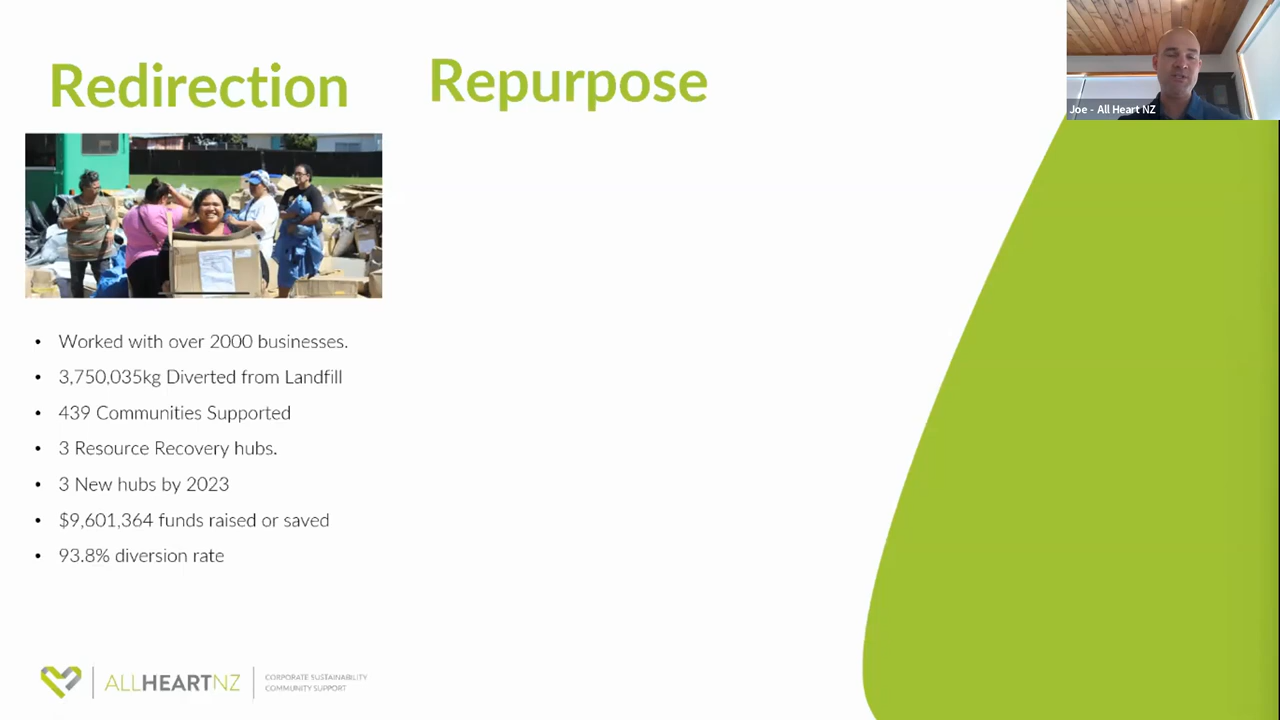 Redirection
Repurpose
Joe - All Heart NZ
• Worked with over 2000 businesses.
• 3,750,035kg Diverted from Landfill
• 439 Communities Supported
• 3 Resource Recovery hubs.
• 3 New hubs by 2023
• $9,601,364 funds raised or saved
• 93.8% diversion rate
ALLHEARTNZ
CORPORATE SUSTAINABILITY
COMMUNITY SUPPORT